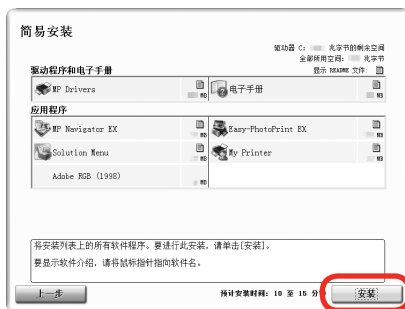 简易安装
驱动器 C: 兆字节的剩余空间
全部所用空间: 兆字节
显示 README 文件:
驱动程序和电子手册
MP Drivers MB
电子手册 MB
应用程序
MP Navigator EX MB
Easy-PhotoPrint EX MB
Solution Menu MB
My Printer MB
Adobe RGB (1998) MB
将安装列表上的所有软件程序。要进行此安装，请单击[安装]。
要显示软件介绍，请将鼠标指针指向软件名。
上一步
预计安装时间: 10 至 15 分
安装